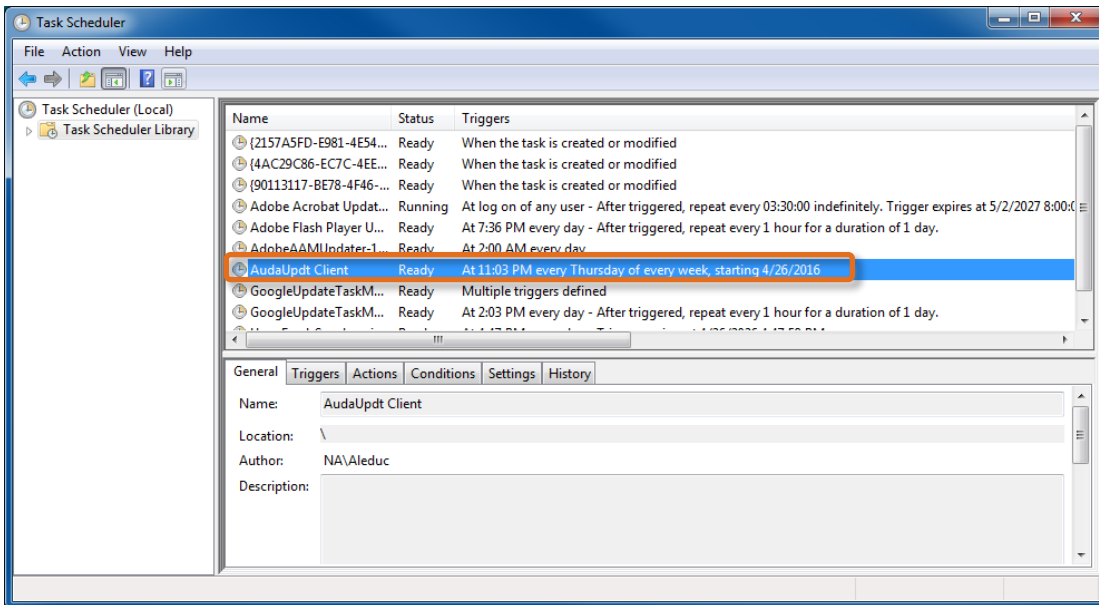 Task Scheduler
File Action View Help
Task Scheduler (Local)
Task Scheduler Library
Name Status Triggers
{2157A5FD-E981-4E54... Ready When the task is created or modified
{4AC29C86-EC7C-4EE... Ready When the task is created or modified
{90113117-BE78-4F46-... Ready When the task is created or modified
Adobe Acrobat Updat... Running At log on of any user - After triggered, repeat every 03:30:00 indefinitely. Trigger expires at 5/2/2027 8:00:0
Adobe Flash Player U... Ready At 7:36 PM every day - After triggered, repeat every 1 hour for a duration of 1 day.
AdobeAAMUpdater-1... Ready At 2:00 AM every day
AudaUpdt Client Ready At 11:03 PM every Thursday of every week, starting 4/26/2016
GoogleUpdateTaskM... Ready Multiple triggers defined
GoogleUpdateTaskM... Ready At 2:03 PM every day - After triggered, repeat every 1 hour for a duration of 1 day.
General Triggers Actions Conditions Settings History
Name: AudaUpdt Client
Location: \
Author: NA\Aleduc
Description: